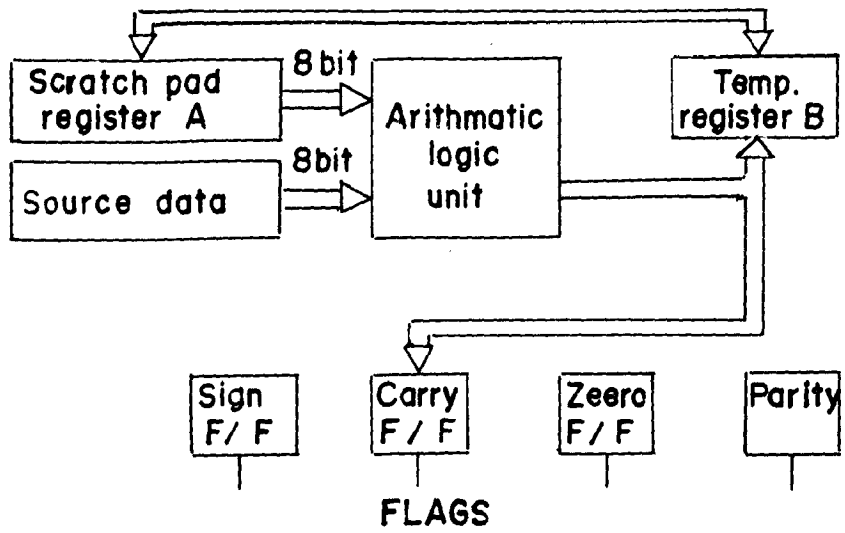 8 bit
Scratch pad
register A
Arithmatic
logic
unit
Temp.
register B
8bit
Source data
Sign
F/F
Carry
F/F
Zeero
F/F
Parity
FLAGS